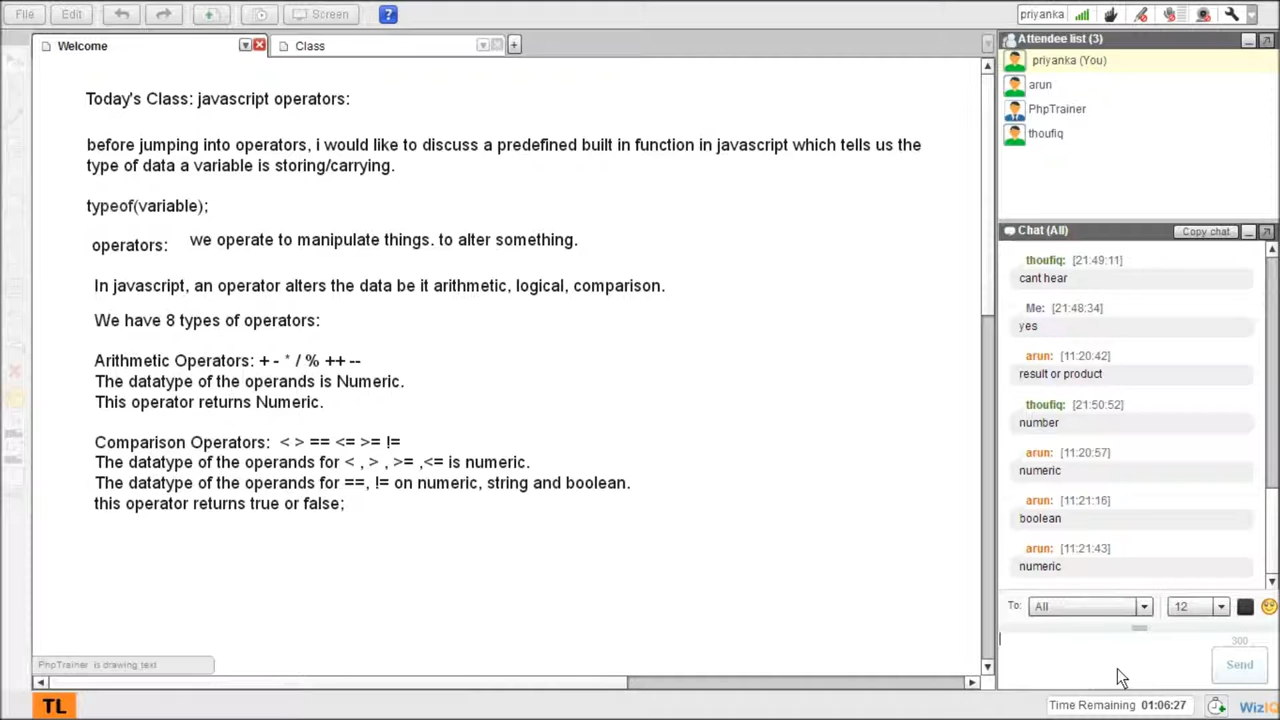 File Edit Screen ? priyanka
Welcome Class +
Today's Class: javascript operators:
before jumping into operators, i would like to discuss a predefined built in function in javascript which tells us the
type of data a variable is storing/carrying.
typeof(variable);
operators: we operate to manipulate things. to alter something.
In javascript, an operator alters the data be it arithmetic, logical, comparison.
We have 8 types of operators:
Arithmetic Operators: + - * / % ++ --
The datatype of the operands is Numeric.
This operator returns Numeric.
Comparison Operators: < > == <= >= !=
The datatype of the operands for < , > , >= ,<= is numeric.
The datatype of the operands for ==, != on numeric, string and boolean.
this operator returns true or false;
PhpTrainer is drawing text
TL
Attendee list (3)
priyanka (You)
arun
PhpTrainer
thoufiq
Chat (All) Copy chat
thoufiq: [21:49:11]
cant hear
Me: [21:48:34]
yes
arun: [11:20:42]
result or product
thoufiq: [21:50:52]
number
arun: [11:20:57]
numeric
arun: [11:21:16]
boolean
arun: [11:21:43]
numeric
To: All 12
300
Send
Time Remaining 01:06:27 WizIQ